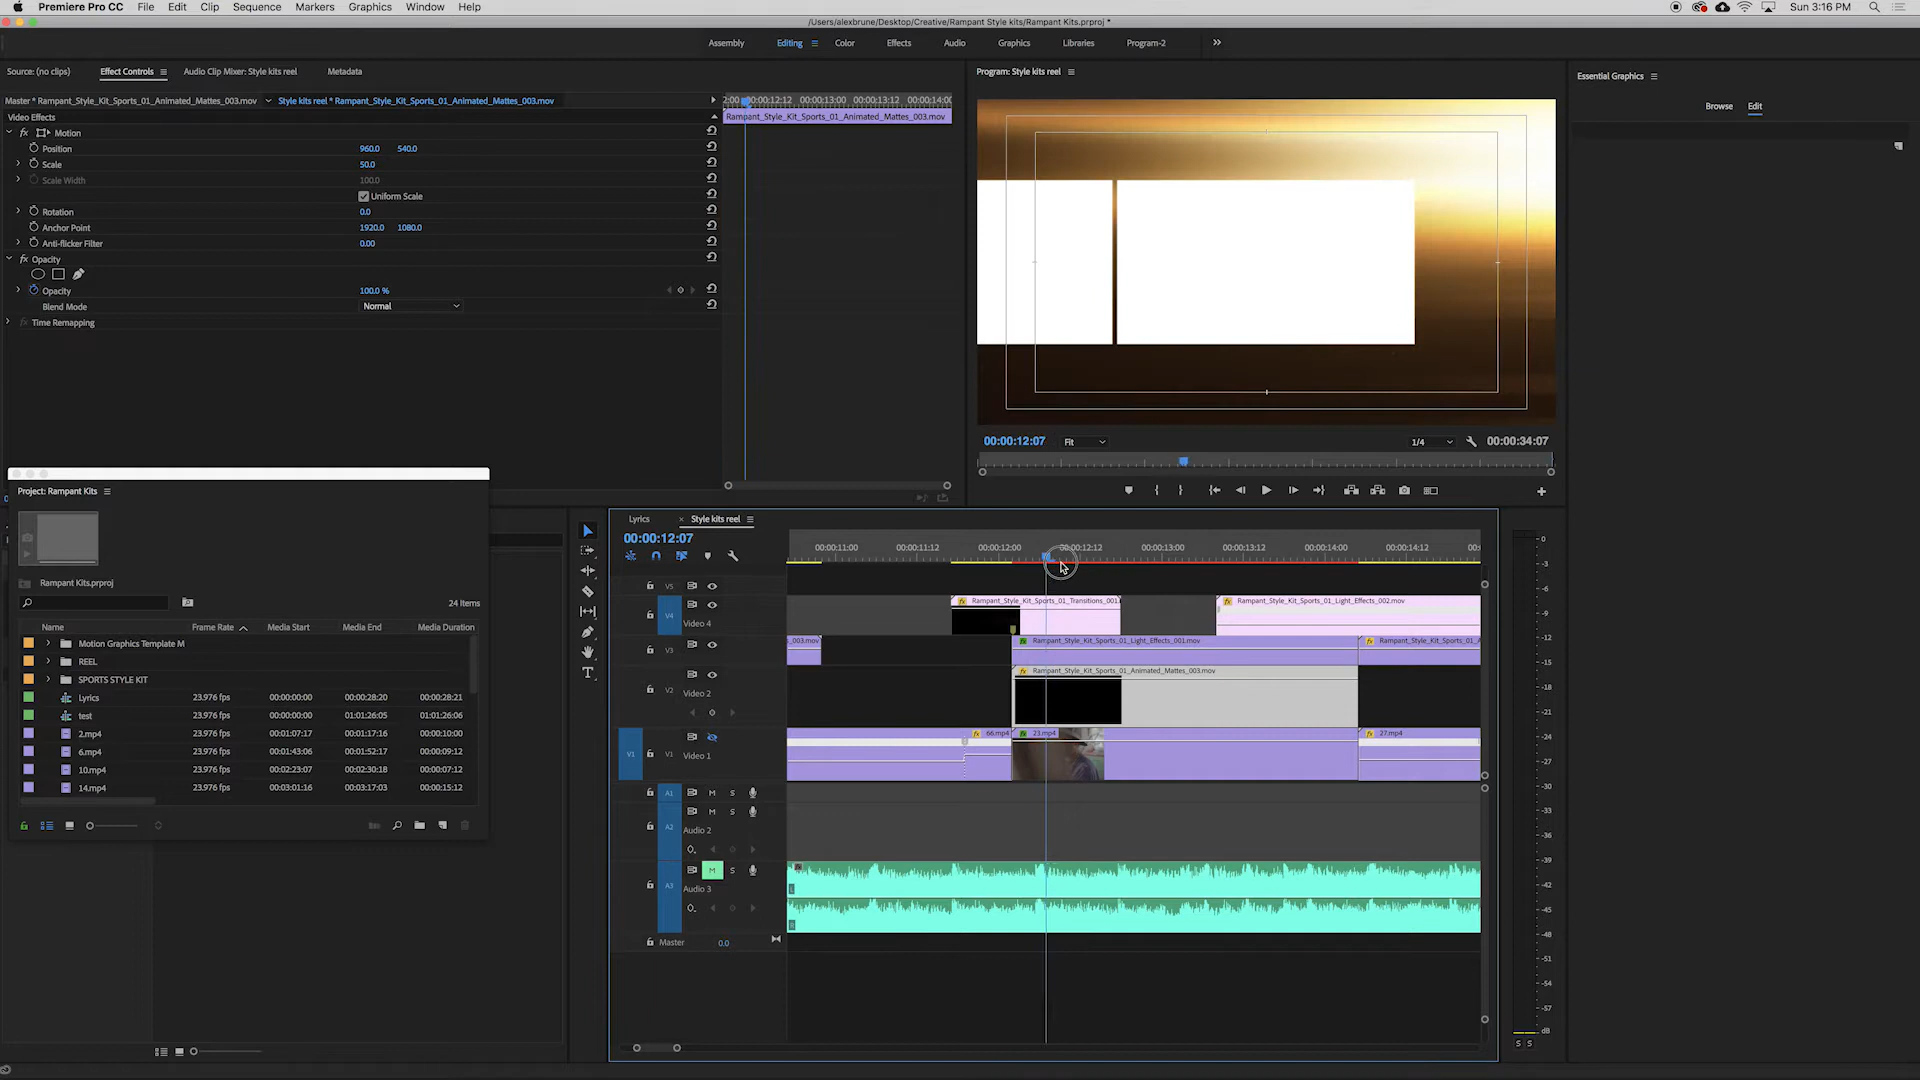 Premiere Pro CC File Edit Clip Sequence Markers Graphics Window Help Sun 3:16 PM
/Users/alexbrune/Desktop/Creative/Rampant Style kits/Rampant Kits.prproj *
Assembly Editing Color Effects Audio Graphics Libraries Program-2
Source: (no clips) Effect Controls Audio Clip Mixer: Style kits reel Metadata
Program: Style kits reel
Essential Graphics
Browse Edit
Master * Rampant_Style_Kit_Sports_01_Animated_Mattes_003.mov Style kits reel * Rampant_Style_Kit_Sports_01_Animated_Mattes_003.mov
2:00 00:00:12:12 00:00:13:00 00:00:13:12 00:00:14:00
Video Effects
Rampant_Style_Kit_Sports_01_Animated_Mattes_003.mov
fx Motion
Position 960.0 540.0
Scale 50.0
Scale Width 100.0
Uniform Scale
Rotation 0.0
Anchor Point 1920.0 1080.0
Anti-flicker Filter 0.00
fx Opacity
Opacity 100.0 %
Blend Mode Normal
Time Remapping
00:00:12:07 Fit 1/4 00:00:34:07
Project: Rampant Kits
Rampant Kits.prproj
24 Items
Name Frame Rate Media Start Media End Media Duration
Motion Graphics Template M
REEL
SPORTS STYLE KIT
Lyrics 23.976 fps 00:00:00:00 00:00:28:20 00:00:28:21
test 23.976 fps 00:00:00:00 01:01:26:05 01:01:26:06
2.mp4 23.976 fps 00:01:07:17 00:01:17:16 00:00:10:00
6.mp4 23.976 fps 00:01:43:06 00:01:52:17 00:00:09:12
10.mp4 23.976 fps 00:02:23:07 00:02:30:18 00:00:07:12
14.mp4 23.976 fps 00:03:01:16 00:03:17:03 00:00:15:12
Lyrics × Style kits reel
00:00:12:07
00:00:11:00 00:00:11:12 00:00:12:00 00:00:12:12 00:00:13:00 00:00:13:12 00:00:14:00 00:00:14:12
V5
V4 Video 4
fx Rampant_Style_Kit_Sports_01_Transitions_001. fx Rampant_Style_Kit_Sports_01_Light_Effects_002.mov
V3
s_003.mov fx Rampant_Style_Kit_Sports_01_Light_Effects_001.mov fx Rampant_Style_Kit_Sports_01_A
V2 Video 2
fx Rampant_Style_Kit_Sports_01_Animated_Mattes_003.mov
V1 V1 Video 1
fx 66.mp4 fx 23.mp4 fx 27.mp4
A1 M S
A2 M S
Audio 2
A3 M S
Audio 3
L
R
Master 0.0
0
-3
-6
-9
-12
-15
-18
-21
-24
-27
-30
-33
-36
-39
-42
-45
-48
-51
-54
-57
dB
S S